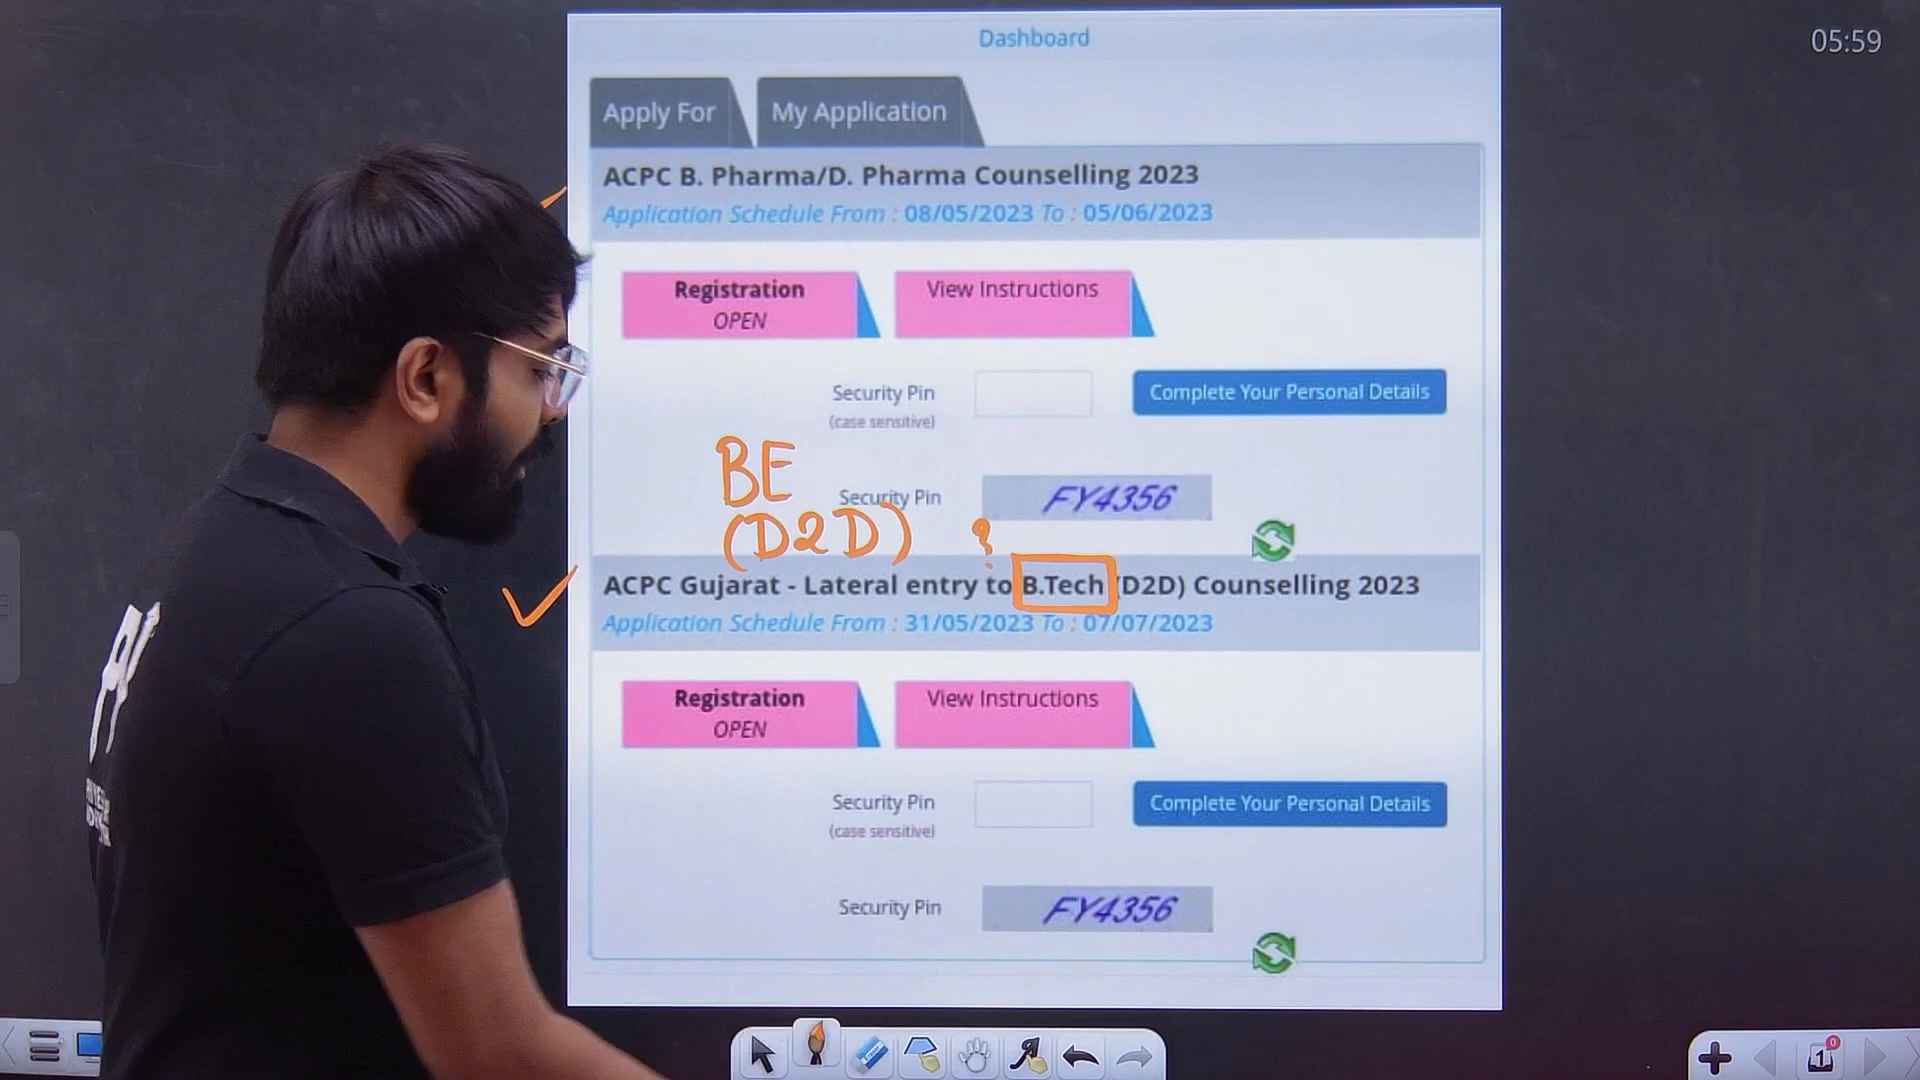 Dashboard
05:59
Apply For
My Application
ACPC B. Pharma/D. Pharma Counselling 2023
Application Schedule From : 08/05/2023 To : 05/06/2023
Registration
OPEN
View Instructions
Security Pin
(case sensitive)
Complete Your Personal Details
BE
(D2D)
Security Pin
FY4356
?
ACPC Gujarat - Lateral entry to B.Tech (D2D) Counselling 2023
Application Schedule From : 31/05/2023 To : 07/07/2023
Registration
OPEN
View Instructions
Security Pin
(case sensitive)
Complete Your Personal Details
Security Pin
FY4356
1
0